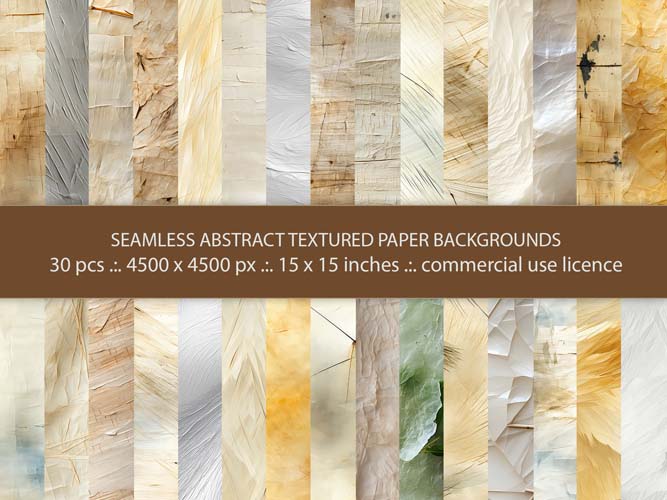 SEAMLESS ABSTRACT TEXTURED PAPER BACKGROUNDS
30 pcs .:. 4500 x 4500 px .:. 15 x 15 inches .:. commercial use licence